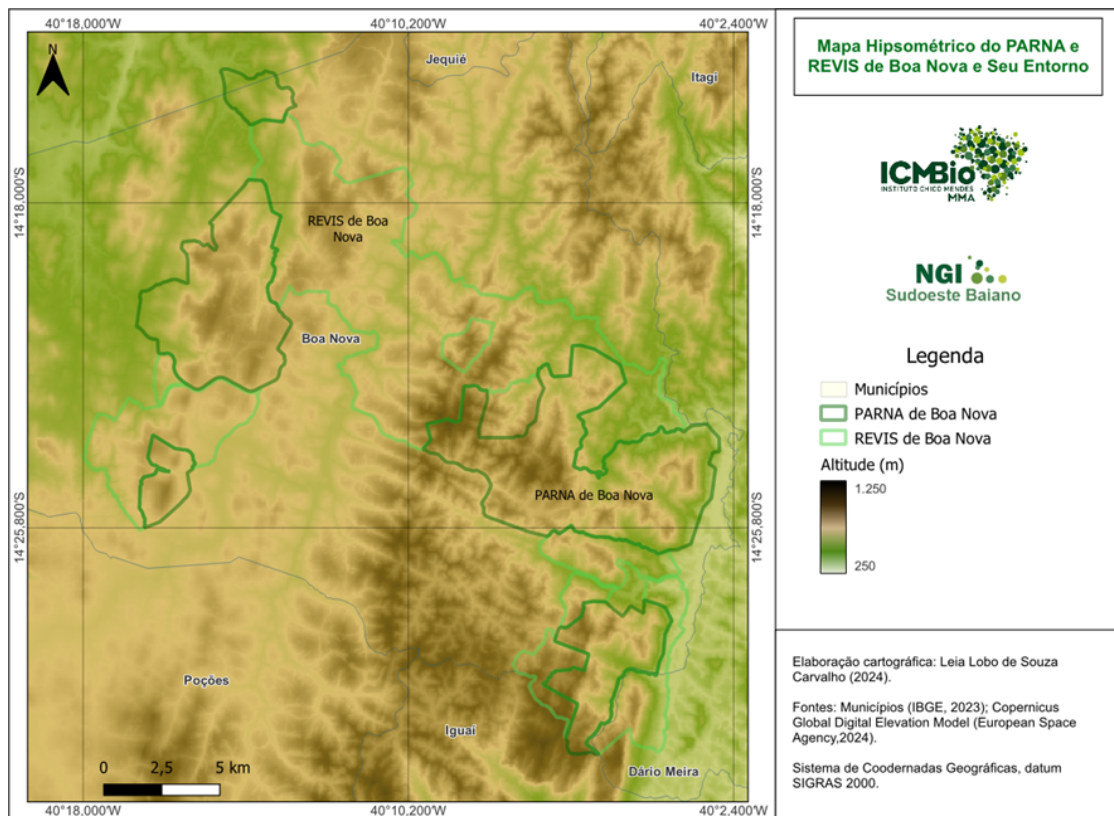 40°18,000'W
40°10,200'W
40°2,400'W
N
Jequié
Itagi
14°18,000'S
14°18,000'S
REVIS de Boa
Nova
Boa Nova
PARNA de Boa Nova
14°25,800'S
14°25,800'S
Poções
Iguaí
Dário Meira
0
2,5
5 km
40°18,000'W
40°10,200'W
40°2,400'W
Mapa Hipsométrico do PARNA e
REVIS de Boa Nova e Seu Entorno
ICMBio
INSTITUTO CHICO MENDES
MMA
NGI
Sudoeste Baiano
Legenda
Municípios
PARNA de Boa Nova
REVIS de Boa Nova
Altitude (m)
1.250
250
Elaboração cartográfica: Leia Lobo de Souza
Carvalho (2024).
Fontes: Municípios (IBGE, 2023); Copernicus
Global Digital Elevation Model (European Space
Agency,2024).
Sistema de Coodernadas Geográficas, datum
SIGRAS 2000.